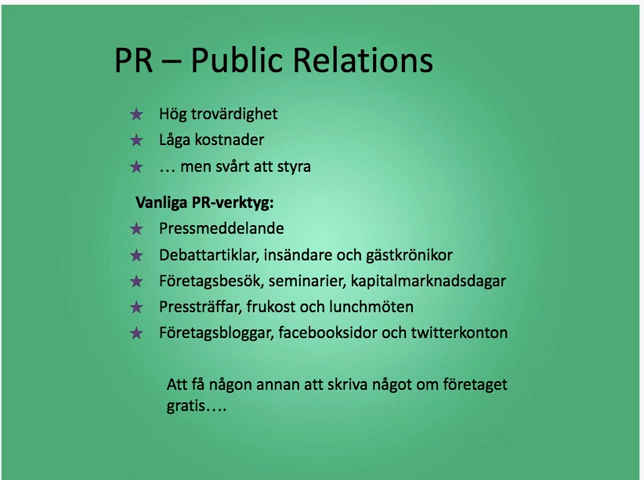 PR – Public Relations
Hög trovärdighet
Låga kostnader
… men svårt att styra
Vanliga PR-verktyg:
Pressmeddelande
Debattartiklar, insändare och gästkrönikor
Företagsbesök, seminarier, kapitalmarknadsdagar
Pressträffar, frukost och lunchmöten
Företagsbloggar, facebooksidor och twitterkonton
Att få någon annan att skriva något om företaget
gratis….